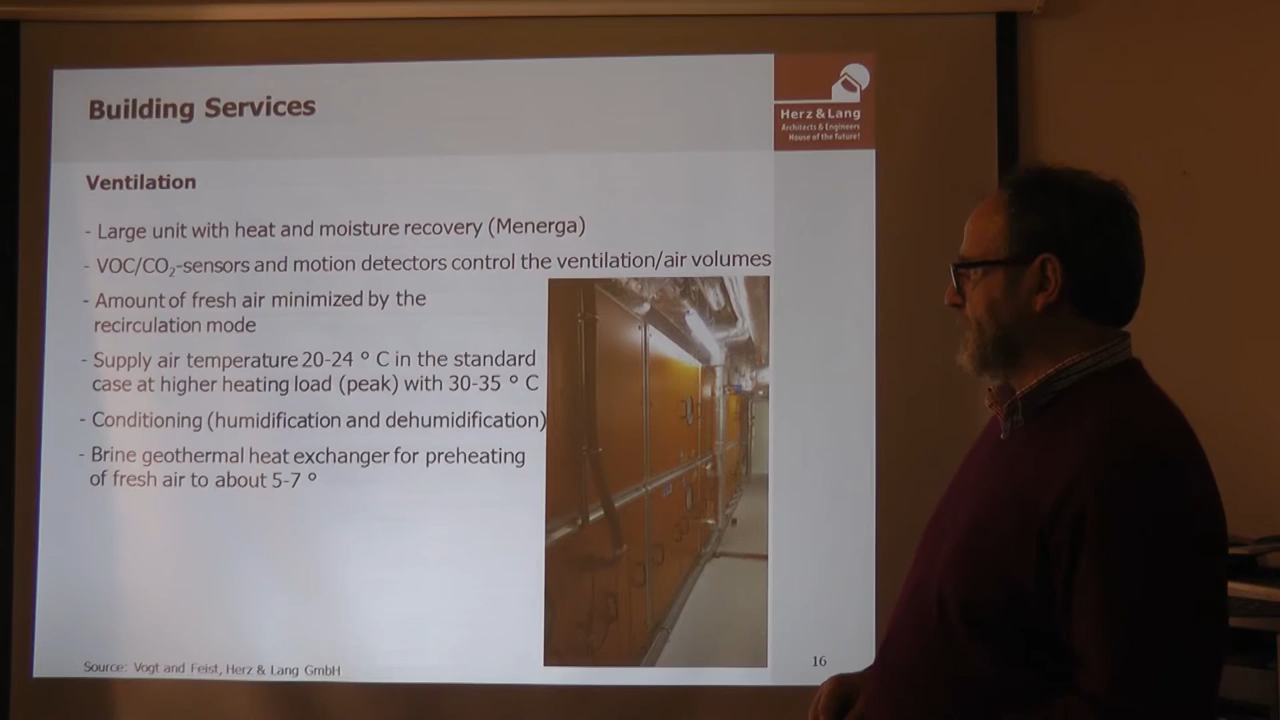 Building Services
Herz & Lang
Architects & Engineers
House of the future!
Ventilation
- Large unit with heat and moisture recovery (Menerga)
- VOC/CO₂-sensors and motion detectors control the ventilation/air volumes
- Amount of fresh air minimized by the
recirculation mode
- Supply air temperature 20-24 ° C in the standard
case at higher heating load (peak) with 30-35 ° C
- Conditioning (humidification and dehumidification)
- Brine geothermal heat exchanger for preheating
of fresh air to about 5-7 °
Source: Vogt and Feist, Herz & Lang GmbH
16